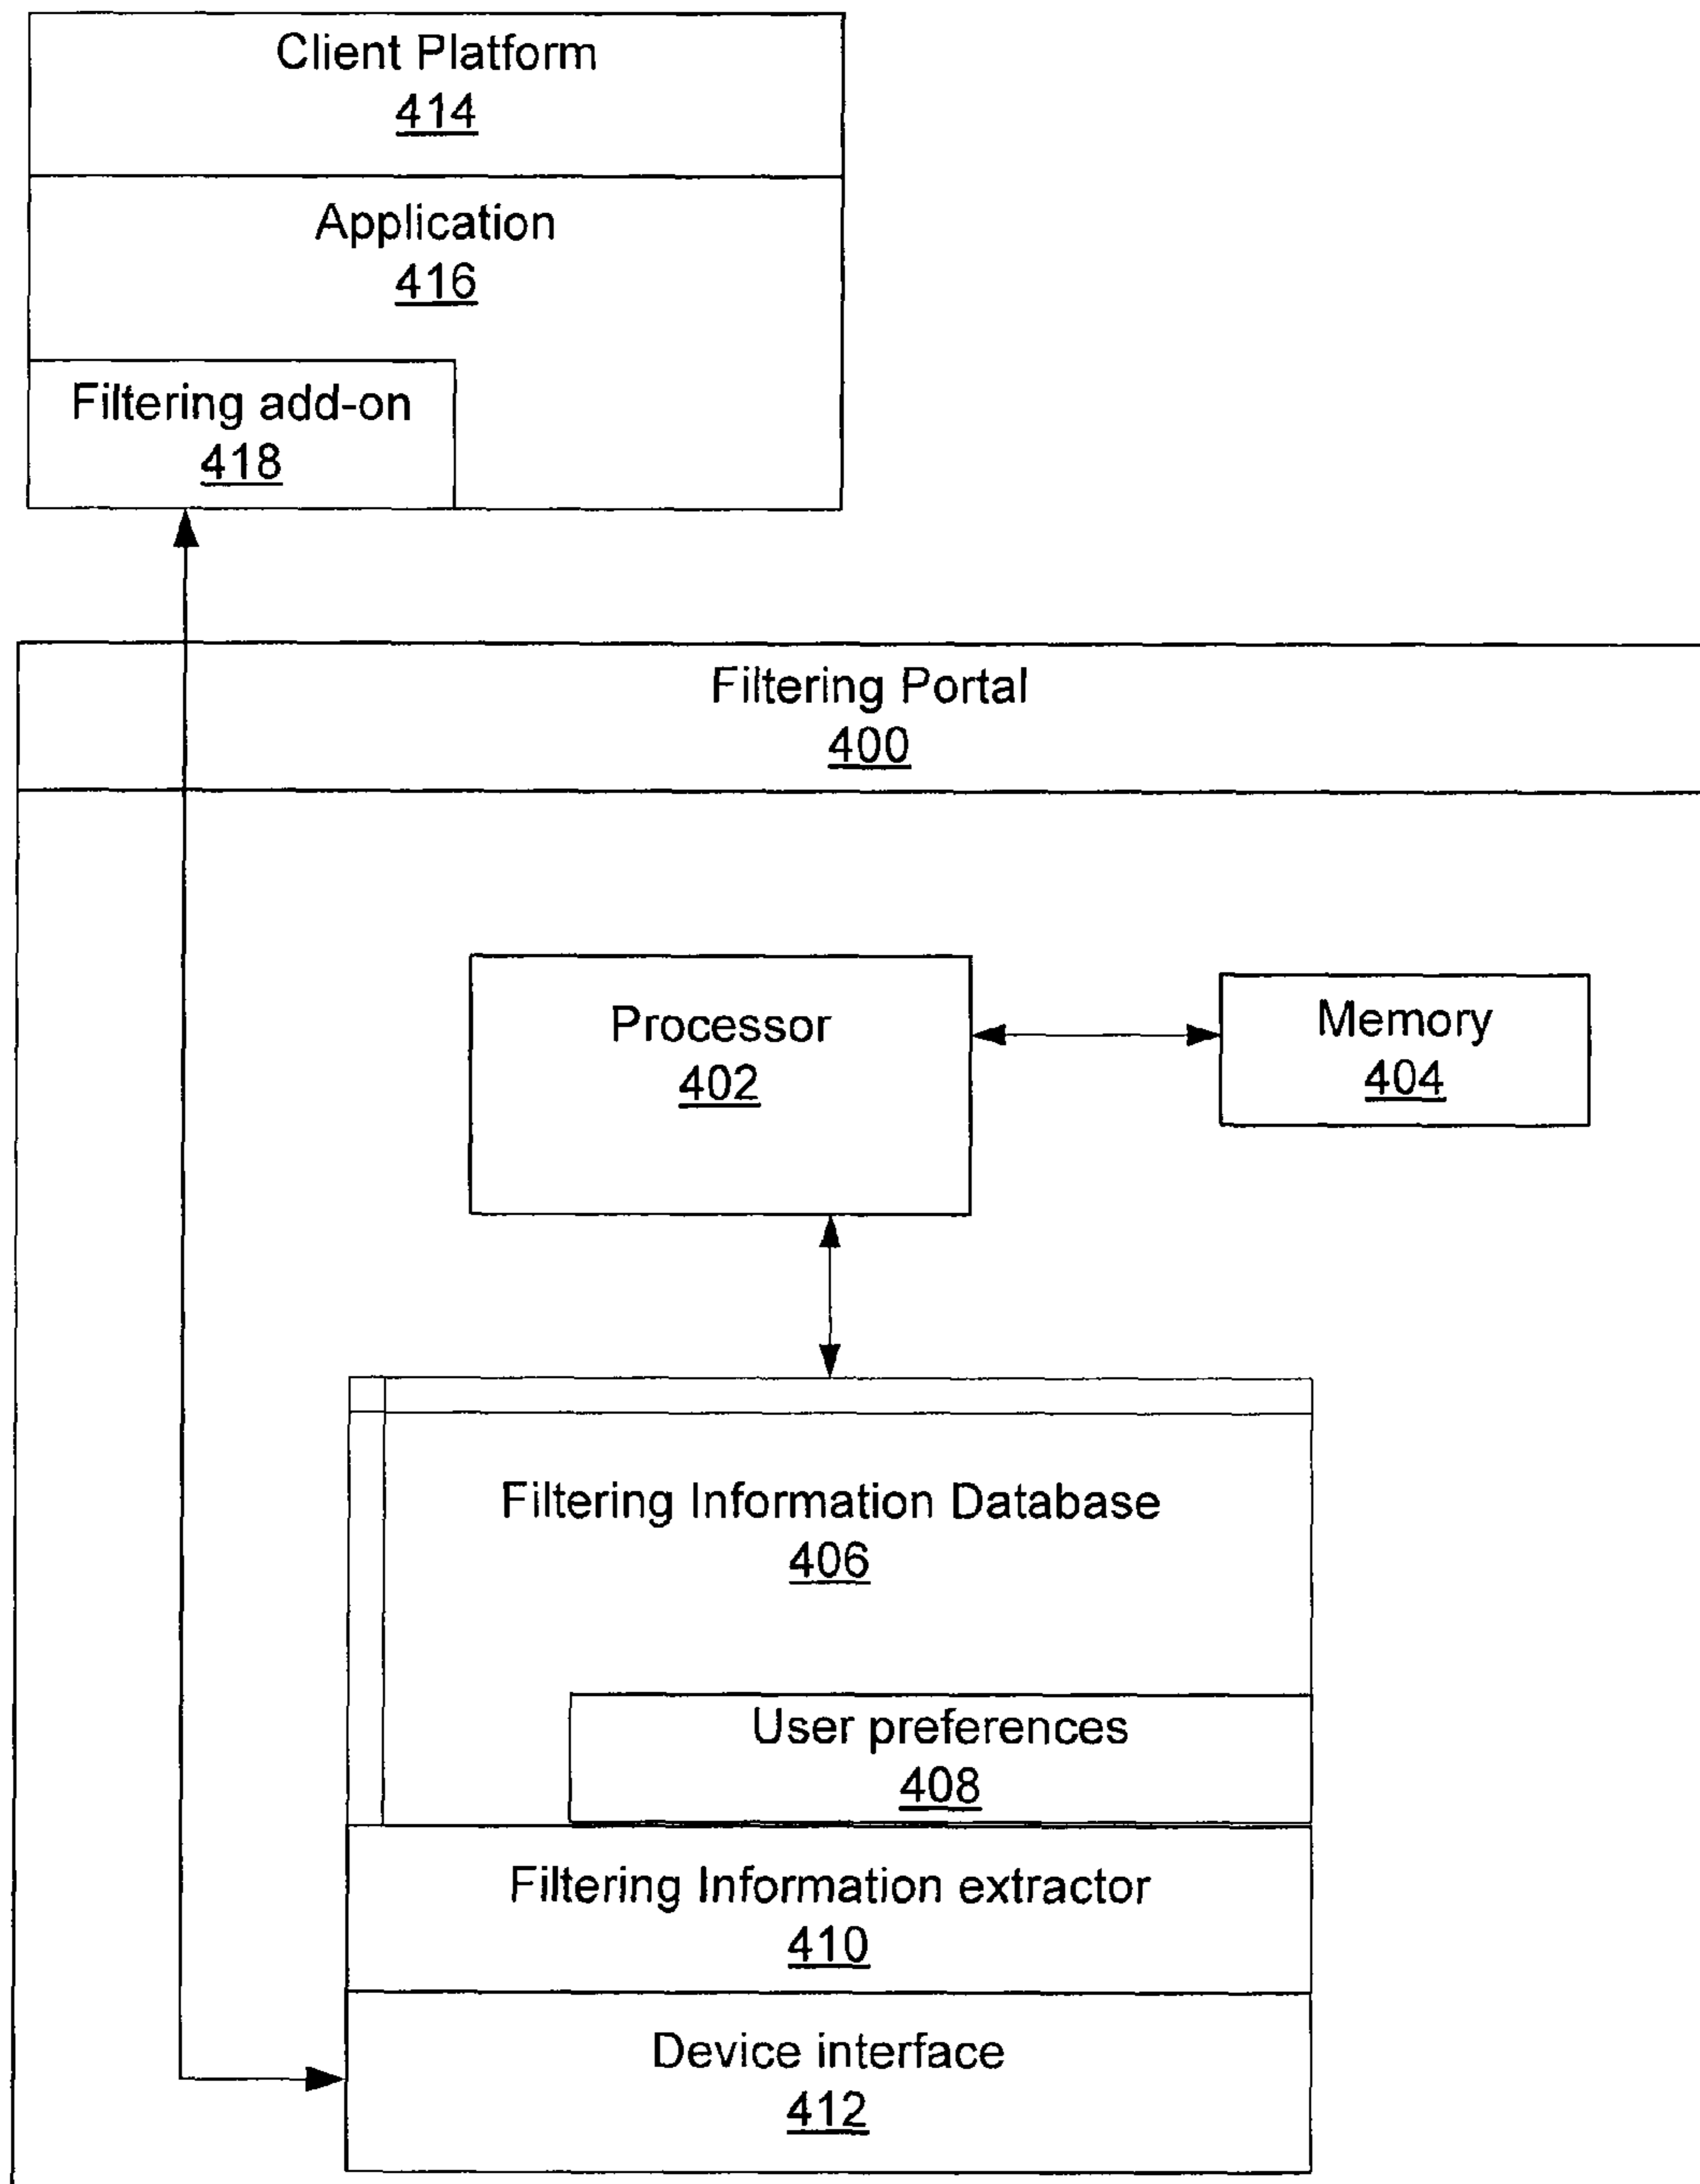 Client Platform
414
Application
416
Filtering add-on
418
Filtering Portal
400
Processor
402
Memory
404
Filtering Information Database
406
User preferences
408
Filtering Information extractor
410
Device interface
412